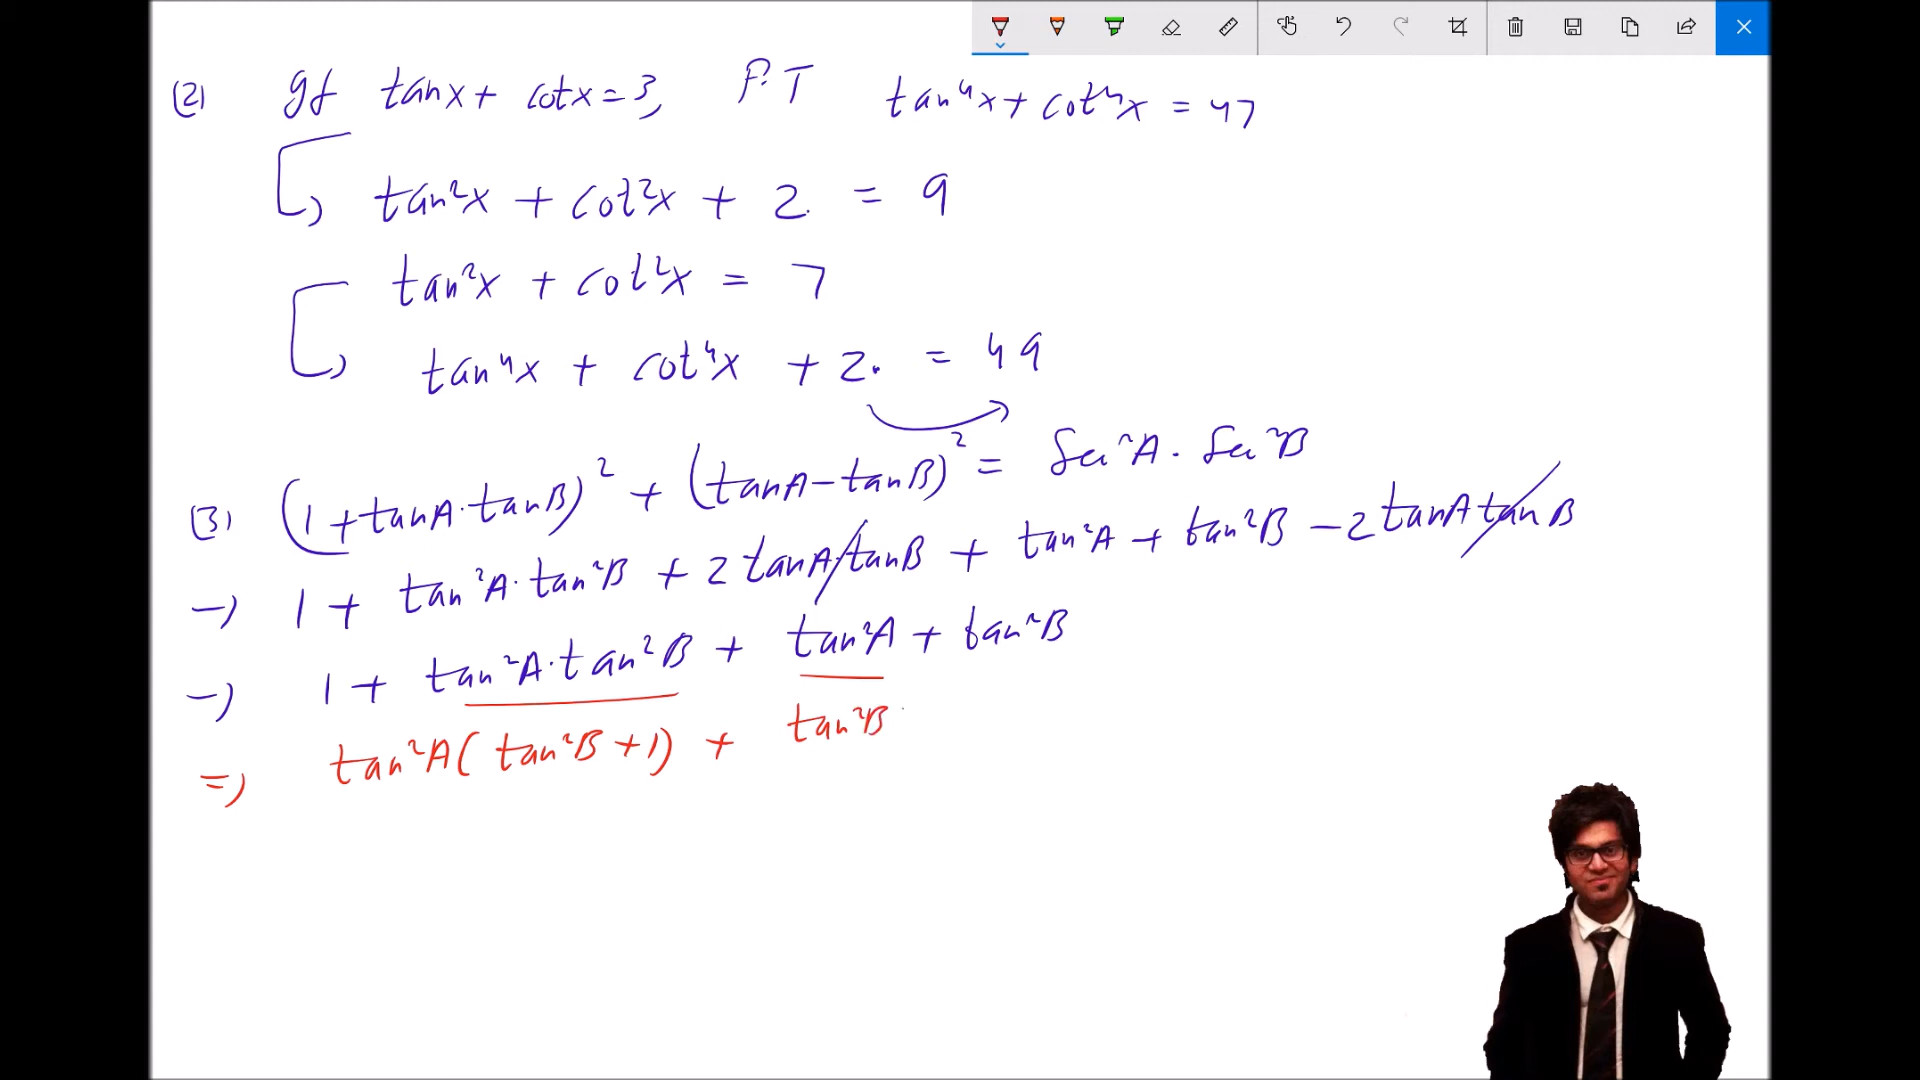 (2) If tanx + cotx = 3, P.T tan⁴x + cot⁴x = 47
tan²x + cot²x + 2 = 9
tan²x + cot²x = 7
tan⁴x + cot⁴x + 2 = 49
(3) (1 + tanA·tanB)² + (tanA - tanB)² = Sec²A · Sec²B
→ 1 + tan²A·tan²B + 2 tanA tanB + tan²A + tan²B - 2 tanA tanB
→ 1 + tan²A·tan²B + tan²A + tan²B
⇒ tan²A( tan²B + 1) + tan²B